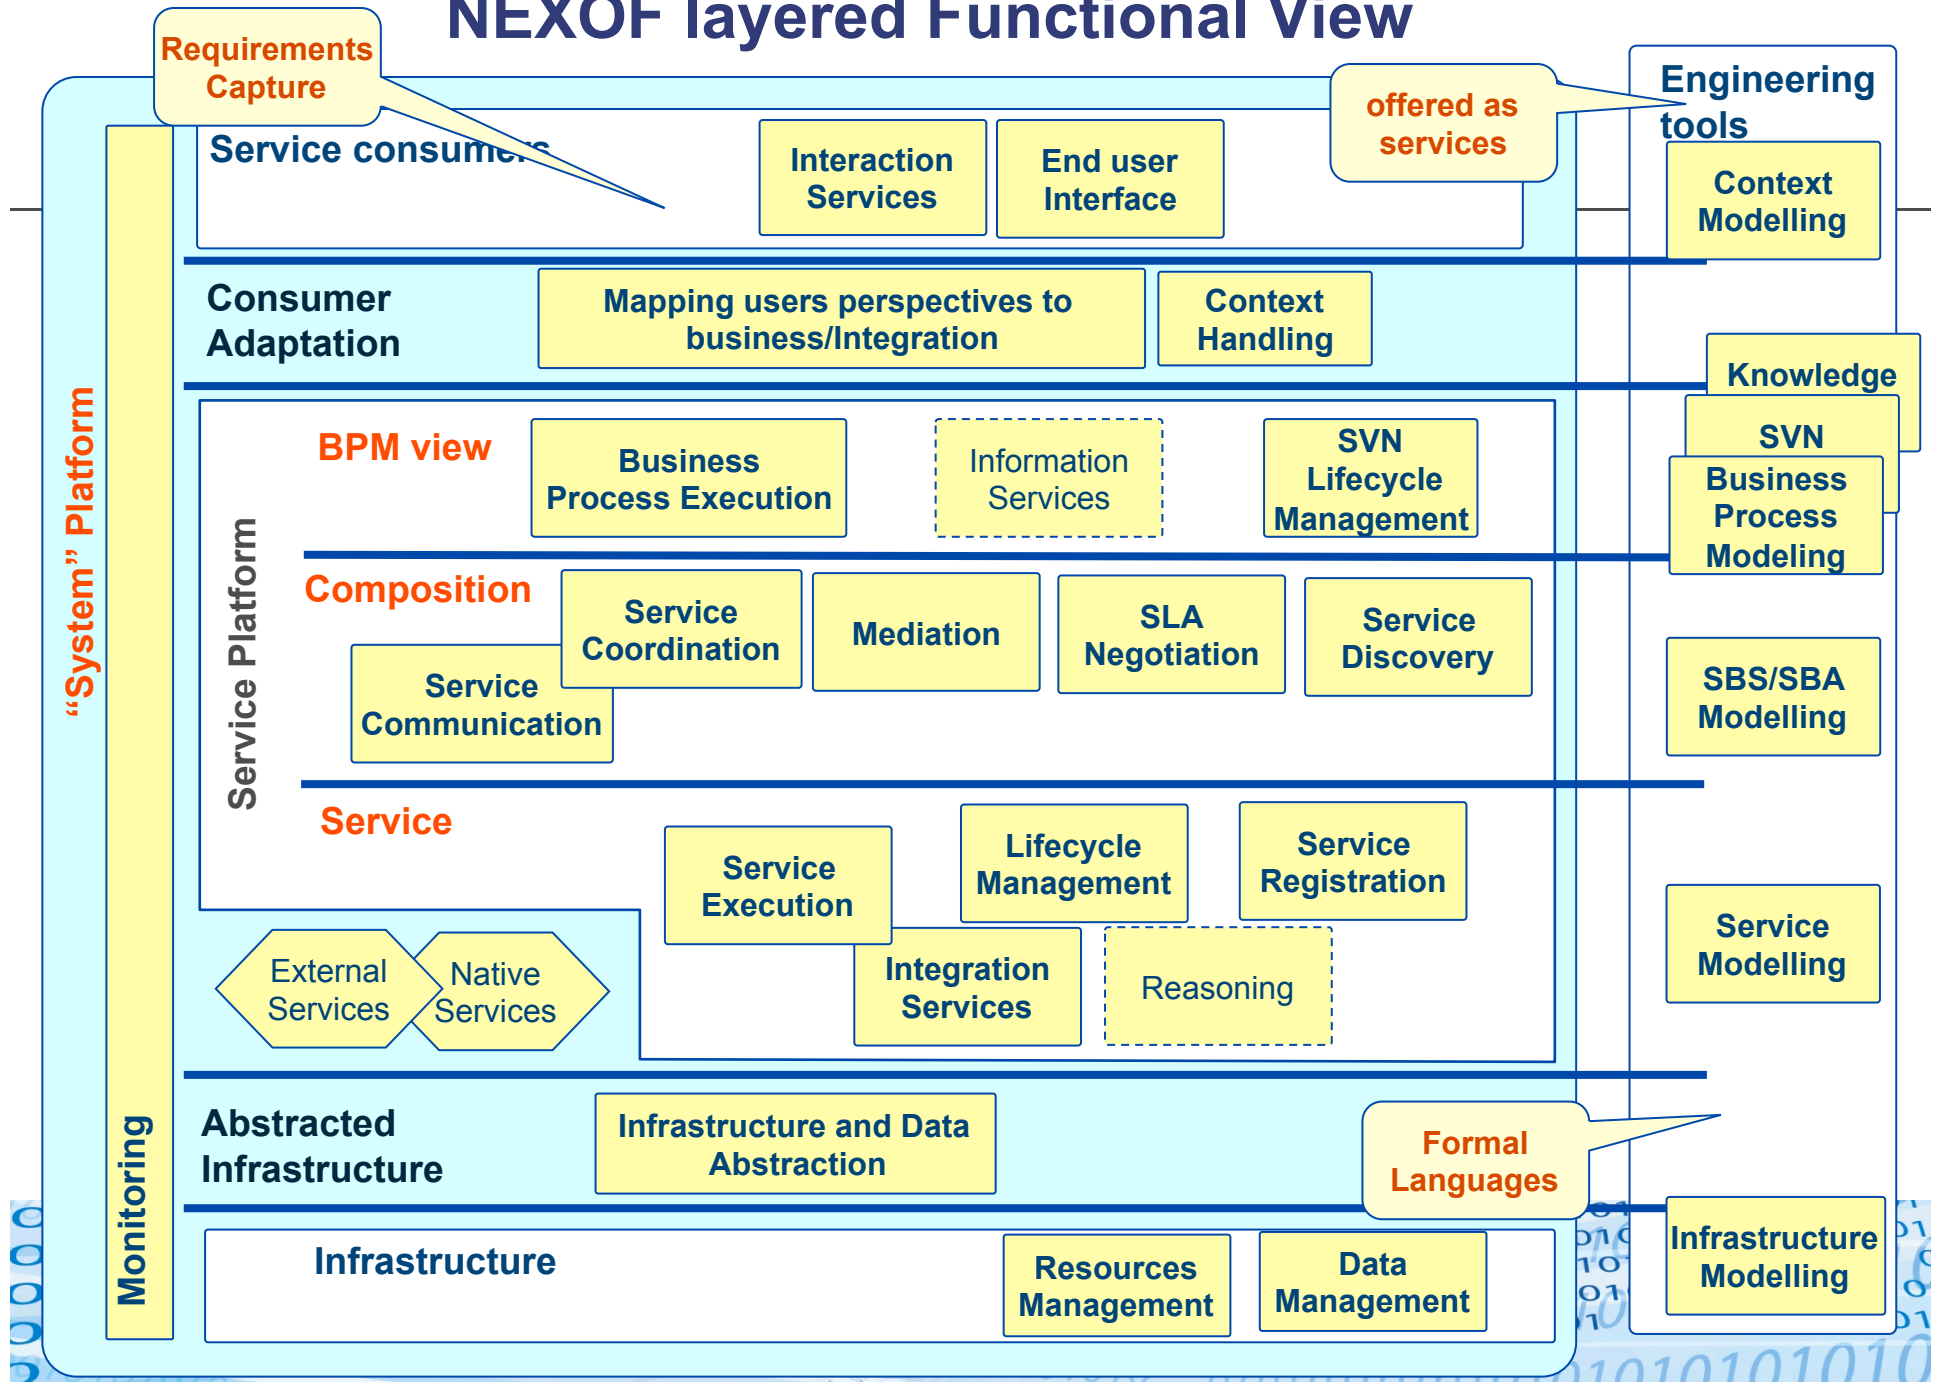 NEXOF layered Functional View
Requirements
Capture
offered as
services
Engineering
tools
Service consumers
Interaction
Services
End user
Interface
Context
Modelling
Consumer
Adaptation
Mapping users perspectives to
business/Integration
Context
Handling
Knowledge
SVN
Business
Process
Modeling
"System" Platform
Monitoring
Service Platform
BPM view
Business
Process Execution
Information
Services
SVN
Lifecycle
Management
Composition
Service
Coordination
Mediation
SLA
Negotiation
Service
Discovery
Service
Communication
SBS/SBA
Modelling
Service
Service
Execution
Lifecycle
Management
Service
Registration
Integration
Services
Reasoning
Service
Modelling
External
Services
Native
Services
Abstracted
Infrastructure
Infrastructure and Data
Abstraction
Formal
Languages
Infrastructure
Resources
Management
Data
Management
Infrastructure
Modelling